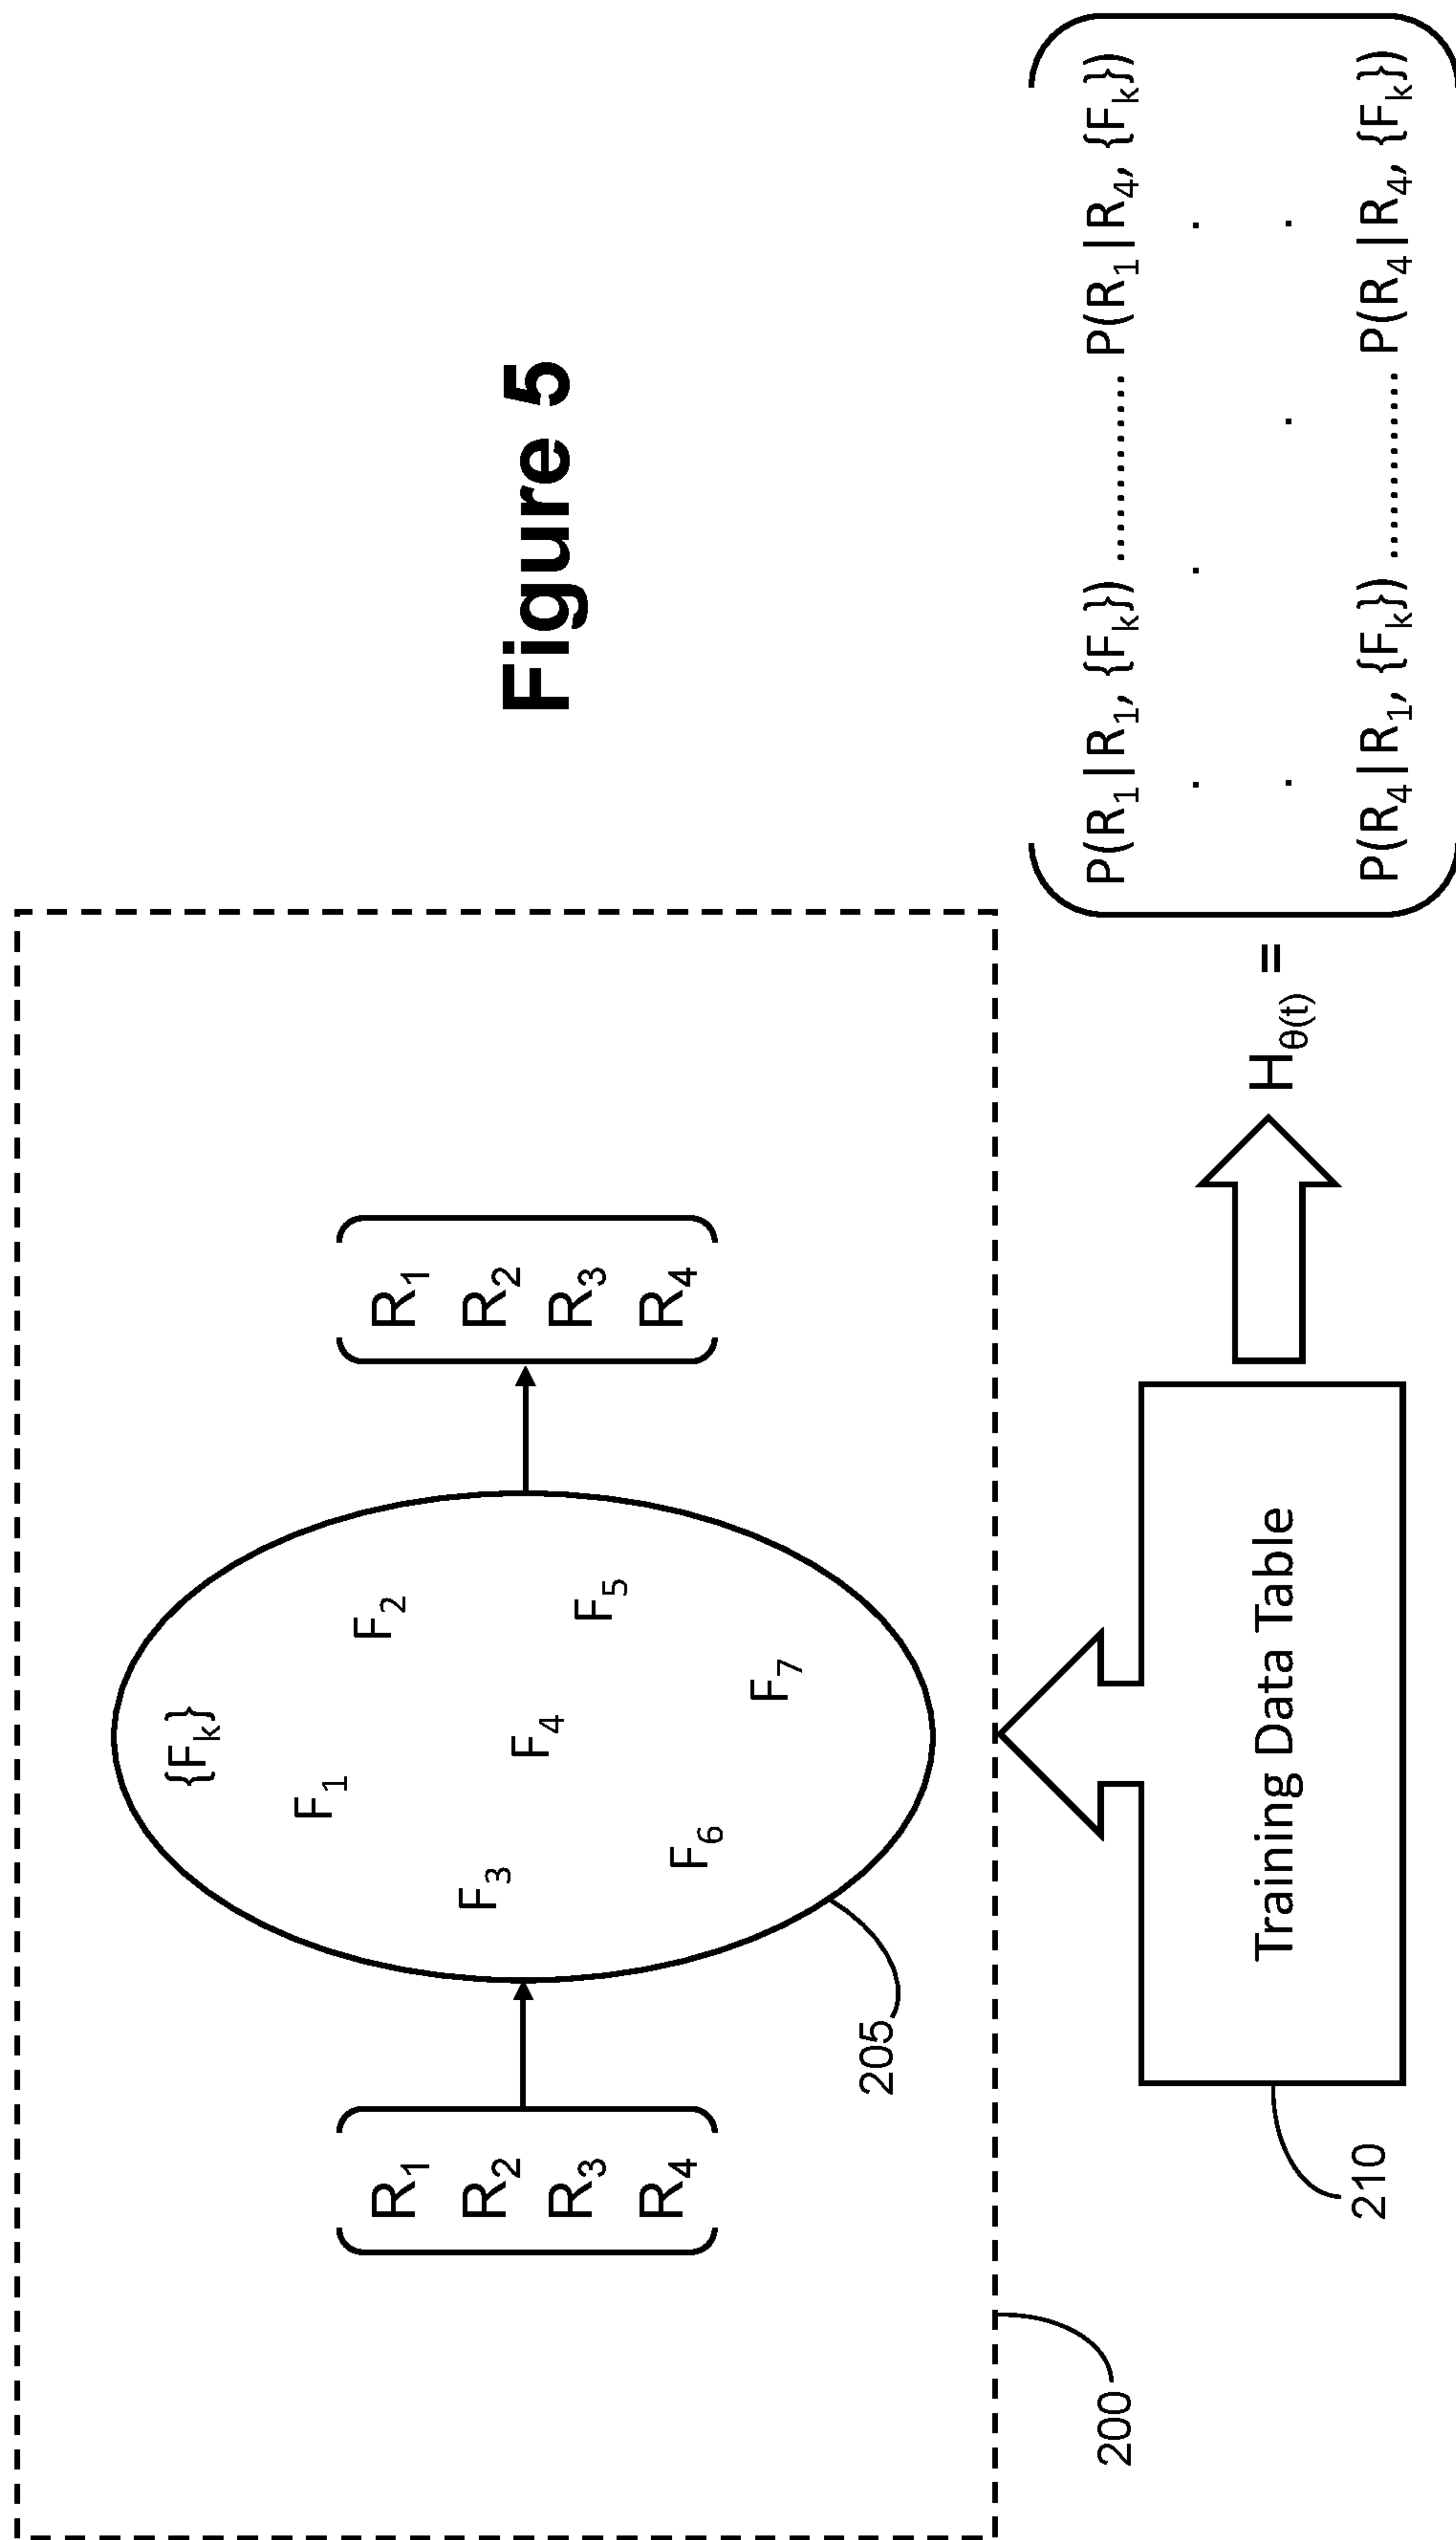 {Fₖ}
F₁
F₂
F₃
F₄
F₅
F₆
F₇
R₁
R₂
R₃
R₄
R₁
R₂
R₃
R₄
205
200
Figure 5
Training Data Table
210
H_θ(t) =
P(R₁|R₁, {Fₖ}) ............ P(R₁|R₄, {Fₖ})
. . .
. . .
P(R₄|R₁, {Fₖ}) ............ P(R₄|R₄, {Fₖ})